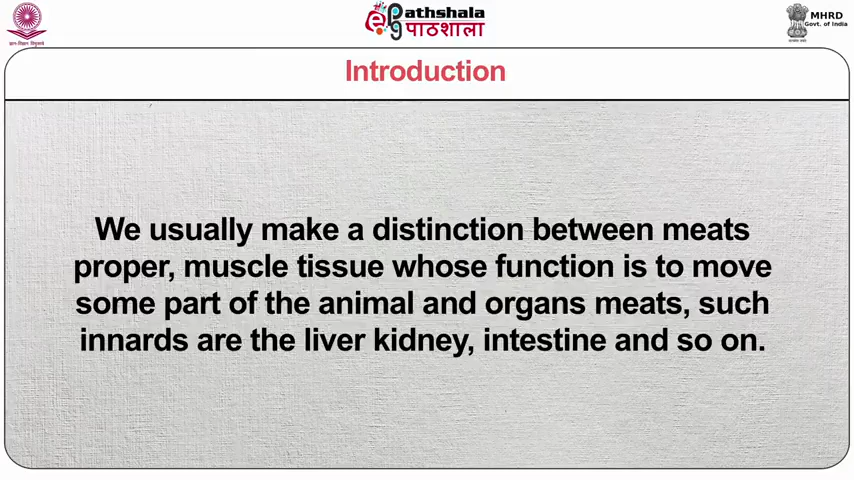 Pathshala
पाठशाला
MHRD
Govt. of India
Introduction
We usually make a distinction between meats
proper, muscle tissue whose function is to move
some part of the animal and organs meats, such
innards are the liver kidney, intestine and so on.